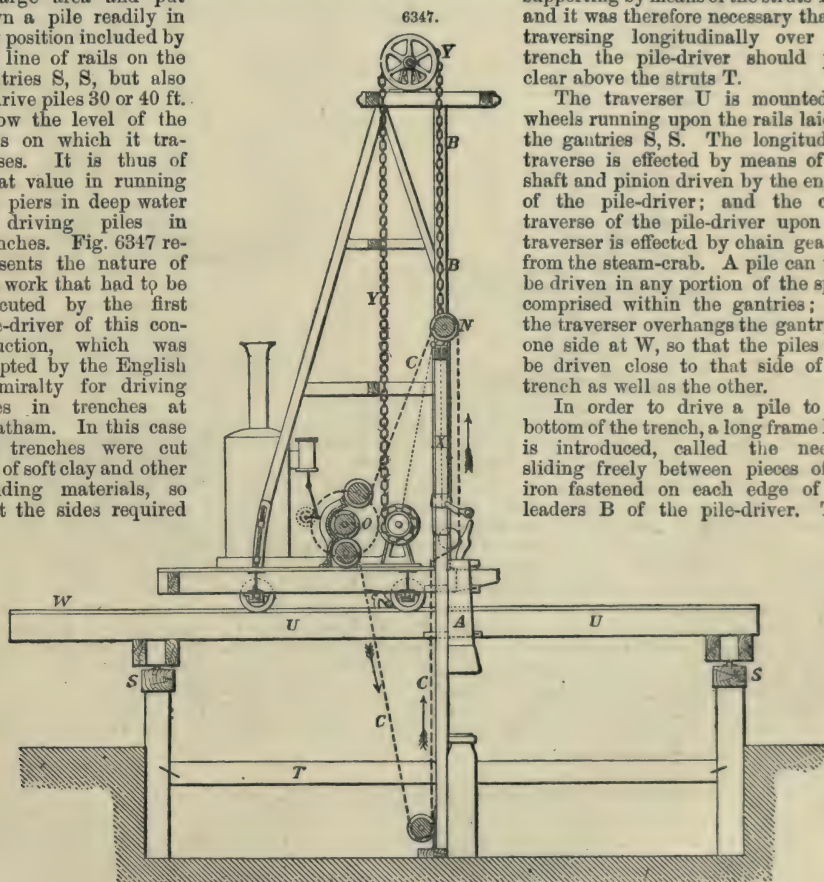 arge area and put
n a pile readily in
position included by
line of rails on the
tries S, S, but also
rive piles 30 or 40 ft.
ow the level of the
s on which it tra-
ses. It is thus of
at value in running
piers in deep water
driving piles in
nches. Fig. 6347 re-
sents the nature of
work that had to be
cuted by the first
-driver of this con-
uction, which was
pted by the English
miralty for driving
es in trenches at
atham. In this case
trenches were cut
of soft clay and other
ding materials, so
t the sides required
6347.
Y
B
B
Y
N
C
X
O
W
U
A
U
S
S
C
C
T
supporting by means of the struts
and it was therefore necessary tha
traversing longitudinally over
trench the pile-driver should
clear above the struts T.
The traverser U is mounted
wheels running upon the rails laid
the gantries S, S. The longitud
traverse is effected by means of
shaft and pinion driven by the en
of the pile-driver; and the c
traverse of the pile-driver upon
traverser is effected by chain gea
from the steam-crab. A pile can
be driven in any portion of the s
comprised within the gantries;
the traverser overhangs the gantr
one side at W, so that the piles
be driven close to that side of
trench as well as the other.
In order to drive a pile to
bottom of the trench, a long frame
is introduced, called the nee
sliding freely between pieces of
iron fastened on each edge of
leaders B of the pile-driver.